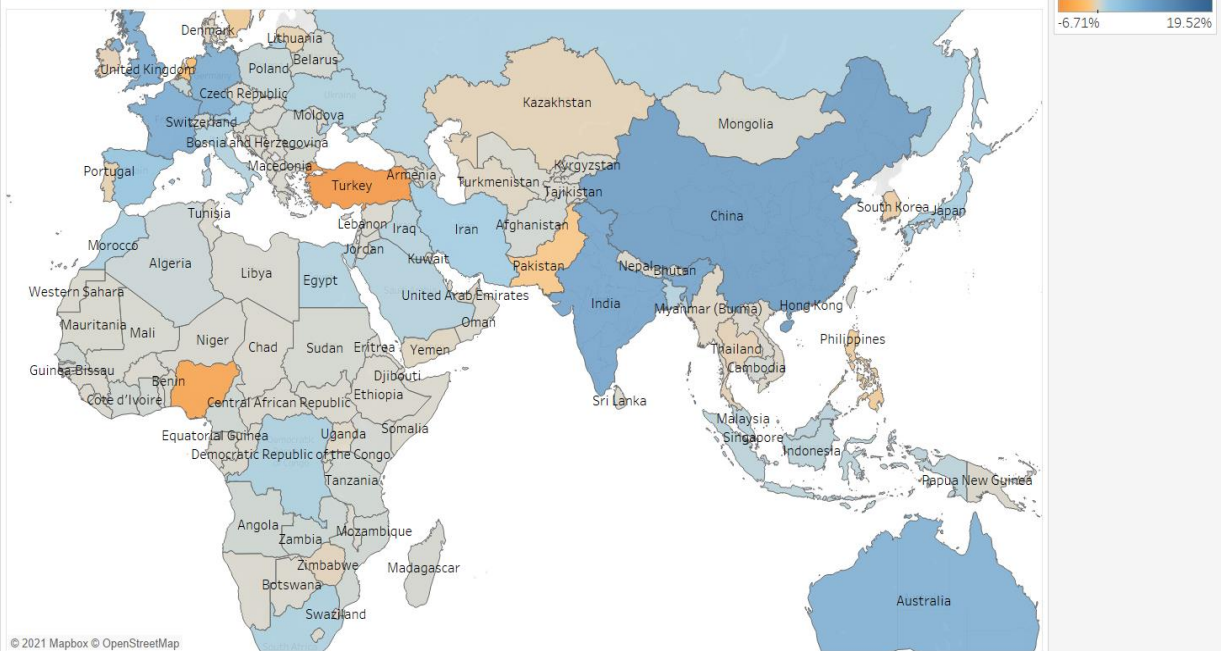 -6.71% 19.52%
Denmark
Lithuania
Belarus
United Kingdom
Poland
Czech Republic
Kazakhstan
Moldova
Switzerland
Mongolia
Bosnia and Herzegovina
Macedonia
Kyrgyzstan
Portugal
Armenia
Turkmenistan
Turkey
Tajikistan
Tunisia
South Korea
Japan
China
Lebanon
Iraq
Iran
Afghanistan
Morocco
Jordan
Algeria
Kuwait
Pakistan
Nepal
Bhutan
Libya
Egypt
Western Sahara
United Arab Emirates
India
Myanmar (Burma)
Hong Kong
Mauritania
Mali
Oman
Niger
Chad
Sudan
Eritrea
Yemen
Thailand
Philippines
Guinea-Bissau
Benin
Djibouti
Cambodia
Côte d'Ivoire
Central African Republic
Ethiopia
Sri Lanka
Malaysia
Equatorial Guinea
Uganda
Somalia
Singapore
Indonesia
Democratic Republic of the Congo
Tanzania
Papua New Guinea
Angola
Zambia
Mozambique
Zimbabwe
Madagascar
Botswana
Swaziland
Australia
© 2021 Mapbox © OpenStreetMap